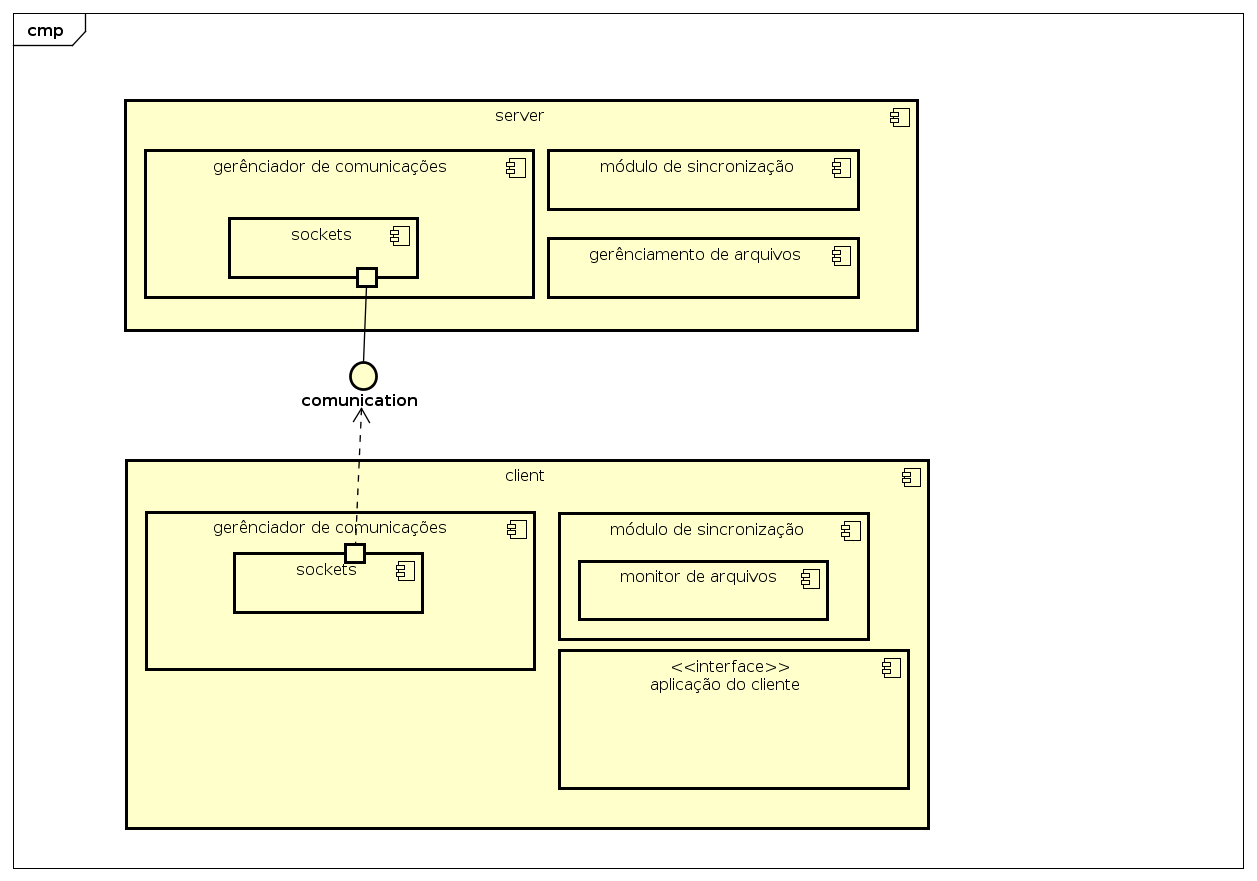 cmp
server
gerênciador de comunicações
módulo de sincronização
sockets
gerênciamento de arquivos
comunication
client
gerênciador de comunicações
módulo de sincronização
sockets
monitor de arquivos
<<interface>>
aplicação do cliente